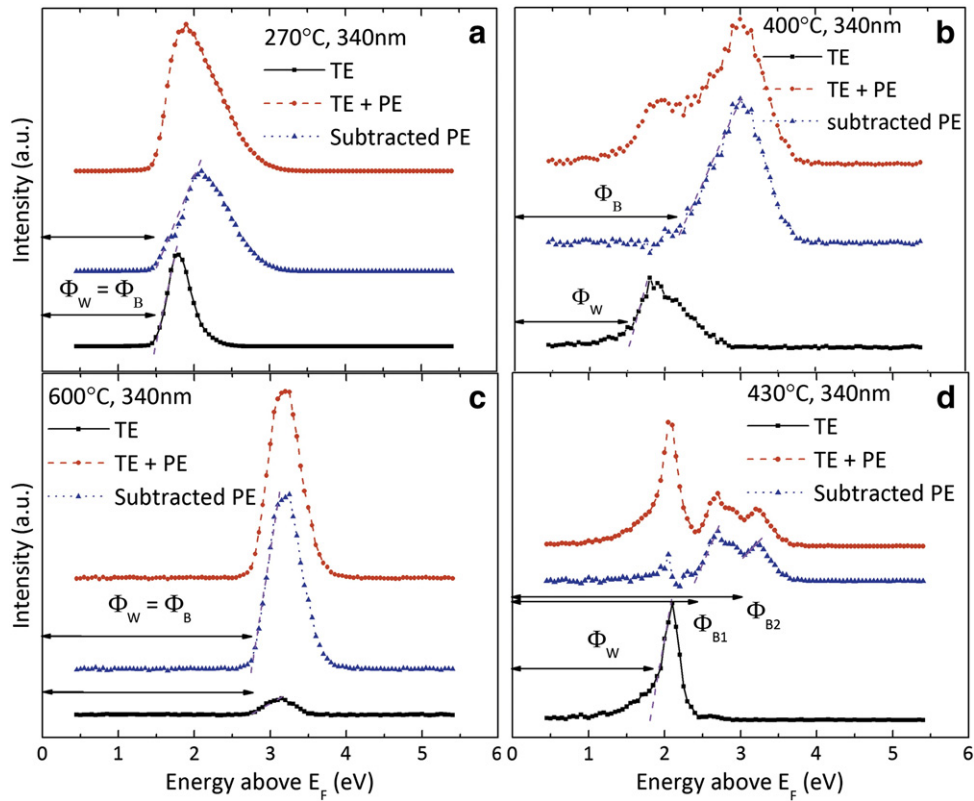 a
270°C, 340nm
TE
TE + PE
Subtracted PE
Φ_W = Φ_B
b
400°C, 340nm
TE
TE + PE
subtracted PE
Φ_B
Φ_W
c
600°C, 340nm
TE
TE + PE
Subtracted PE
Φ_W = Φ_B
d
430°C, 340nm
TE
TE + PE
Subtracted PE
Φ_B1
Φ_B2
Φ_W
Intensity (a.u.)
Intensity (a.u.)
0 1 2 3 4 5 6
0 1 2 3 4 5 6
Energy above E_F (eV)
Energy above E_F (eV)